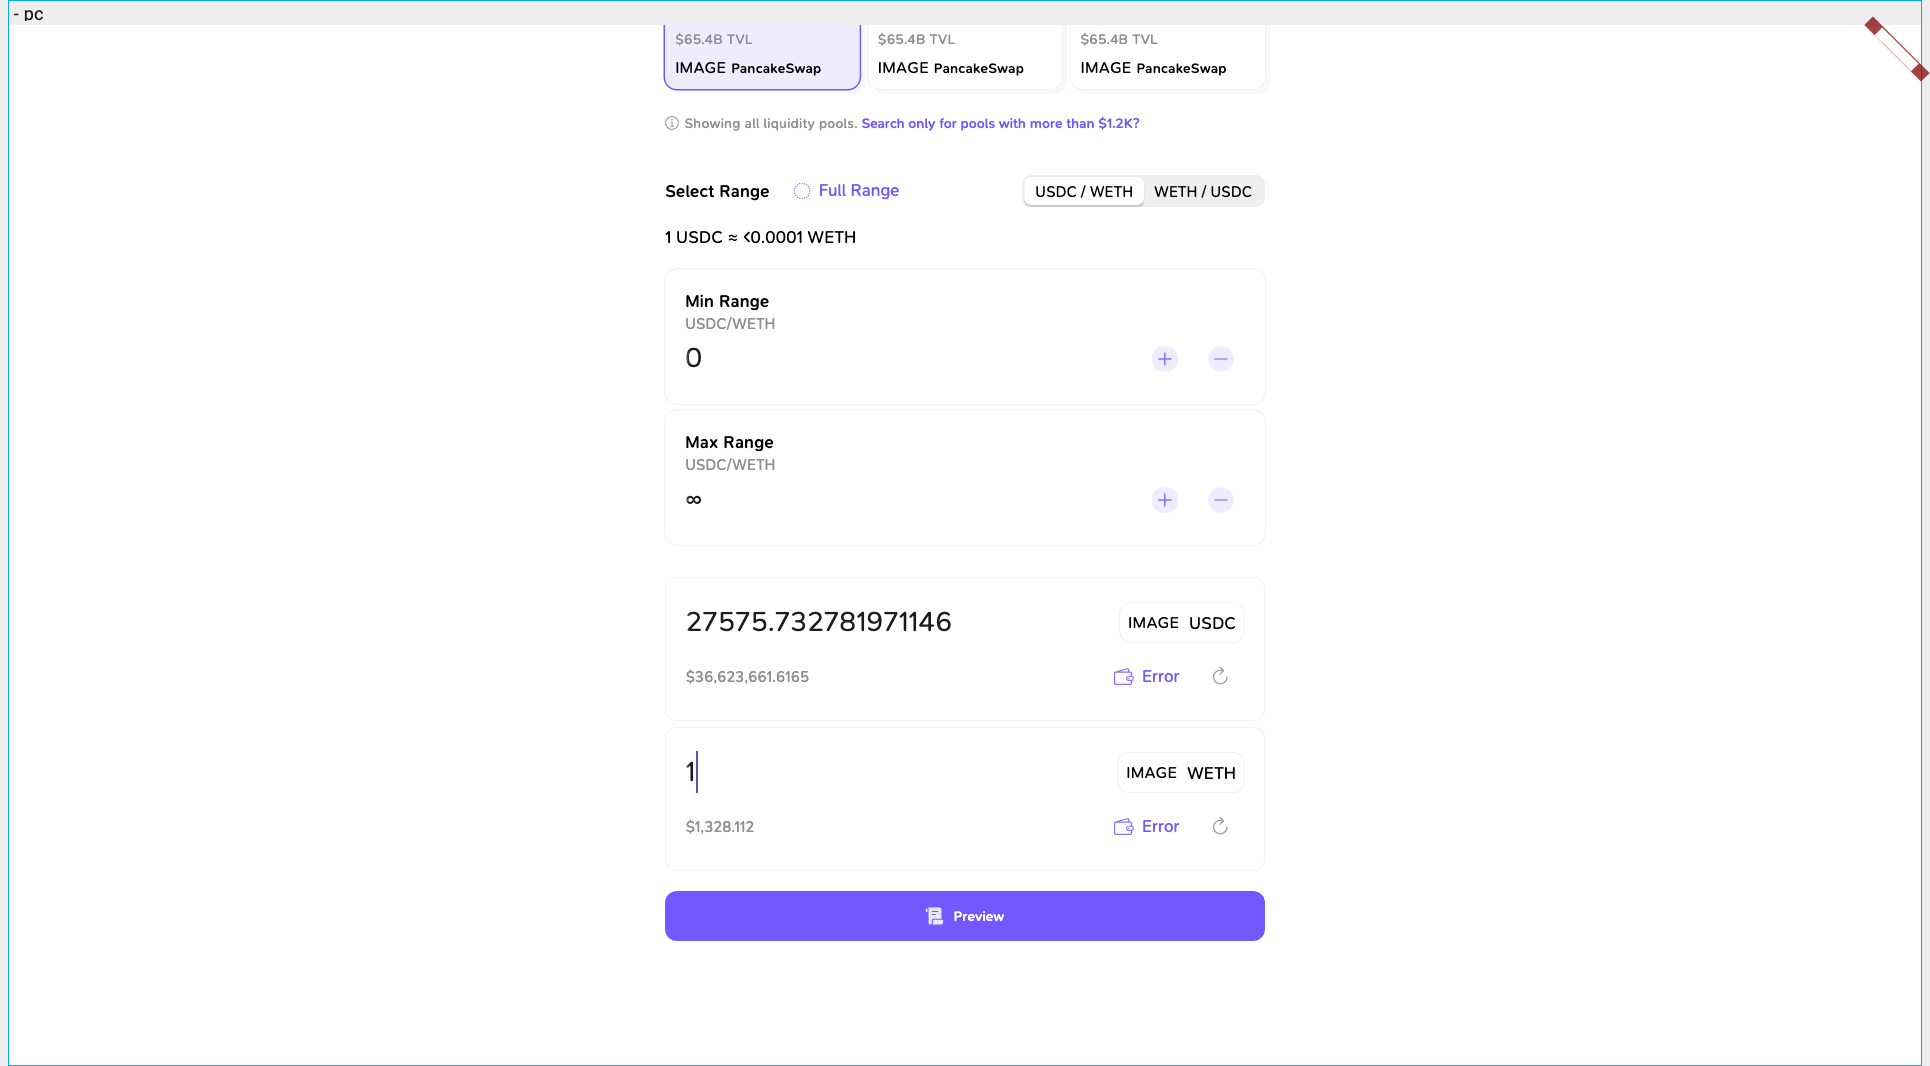 - pc
$65.4B TVL $65.4B TVL $65.4B TVL
IMAGE PancakeSwap IMAGE PancakeSwap IMAGE PancakeSwap
Showing all liquidity pools. Search only for pools with more than $1.2K?
Select Range Full Range USDC / WETH WETH / USDC
1 USDC ≈ <0.0001 WETH
Min Range
USDC/WETH
0
Max Range
USDC/WETH
∞
27575.732781971146 IMAGE USDC
$36,623,661.6165 Error
1 IMAGE WETH
$1,328.112 Error
Preview